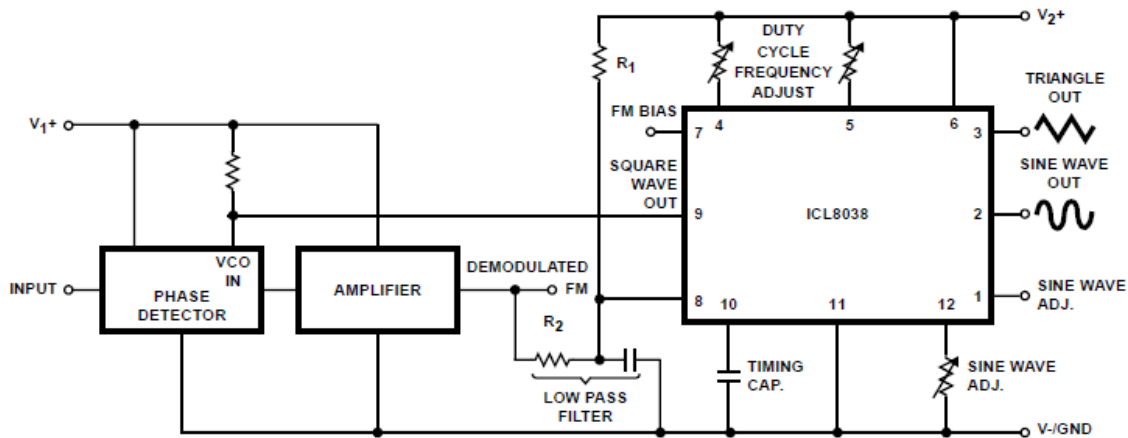 V2+
DUTY
CYCLE
FREQUENCY
ADJUST
R1
TRIANGLE
OUT
FM BIAS
7
4
5
6
3
V1+
SQUARE
WAVE
OUT
SINE WAVE
OUT
9
ICL8038
2
VCO
IN
INPUT
PHASE
DETECTOR
AMPLIFIER
DEMODULATED
FM
8
10
11
12
1
SINE WAVE
ADJ.
R2
LOW PASS
FILTER
TIMING
CAP.
SINE WAVE
ADJ.
V-/GND